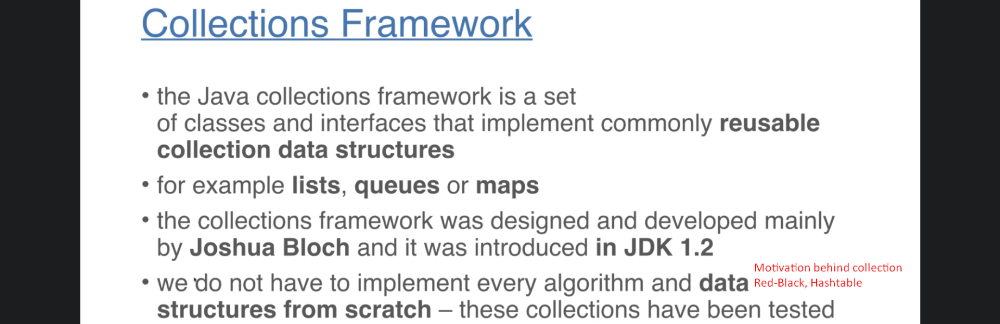 Collections Framework
• the Java collections framework is a set
of classes and interfaces that implement commonly reusable
collection data structures
• for example lists, queues or maps
• the collections framework was designed and developed mainly
by Joshua Bloch and it was introduced in JDK 1.2
• we do not have to implement every algorithm and data
structures from scratch – these collections have been tested
Motivation behind collection
Red-Black, Hashtable